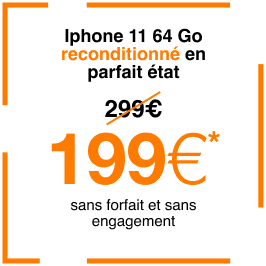 Iphone 11 64 Go
reconditionné en
parfait état
299€
199€*
sans forfait et sans
engagement